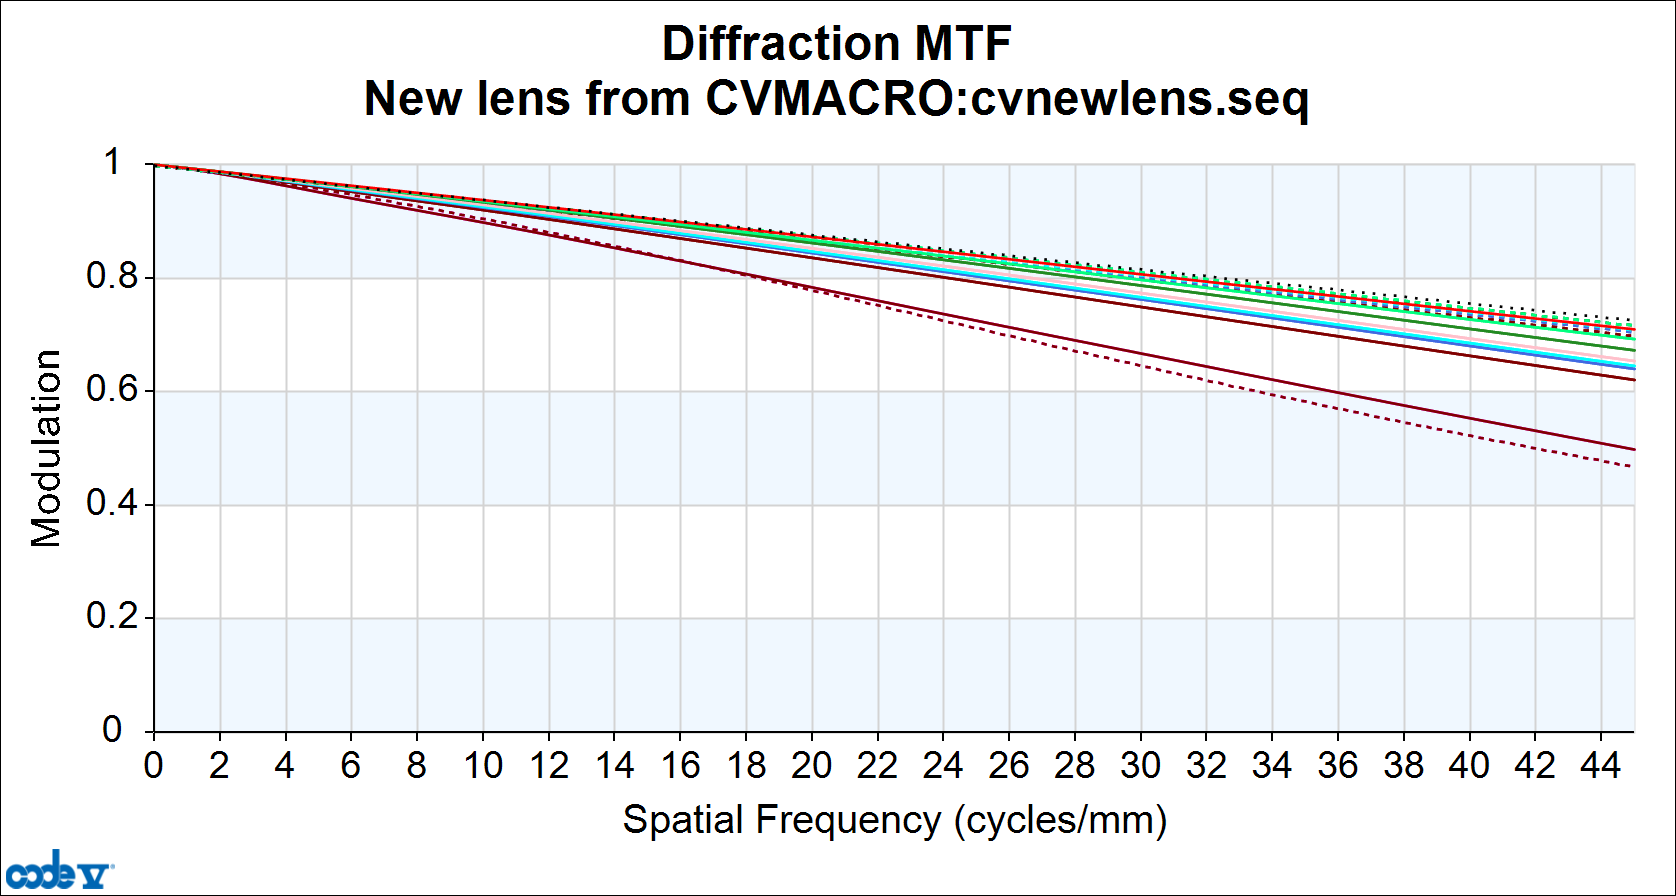 Diffraction MTF
New lens from CVMACRO:cvnewlens.seq
1
0.8
0.6
0.4
0.2
0
Modulation
0 2 4 6 8 10 12 14 16 18 20 22 24 26 28 30 32 34 36 38 40 42 44
Spatial Frequency (cycles/mm)
code V